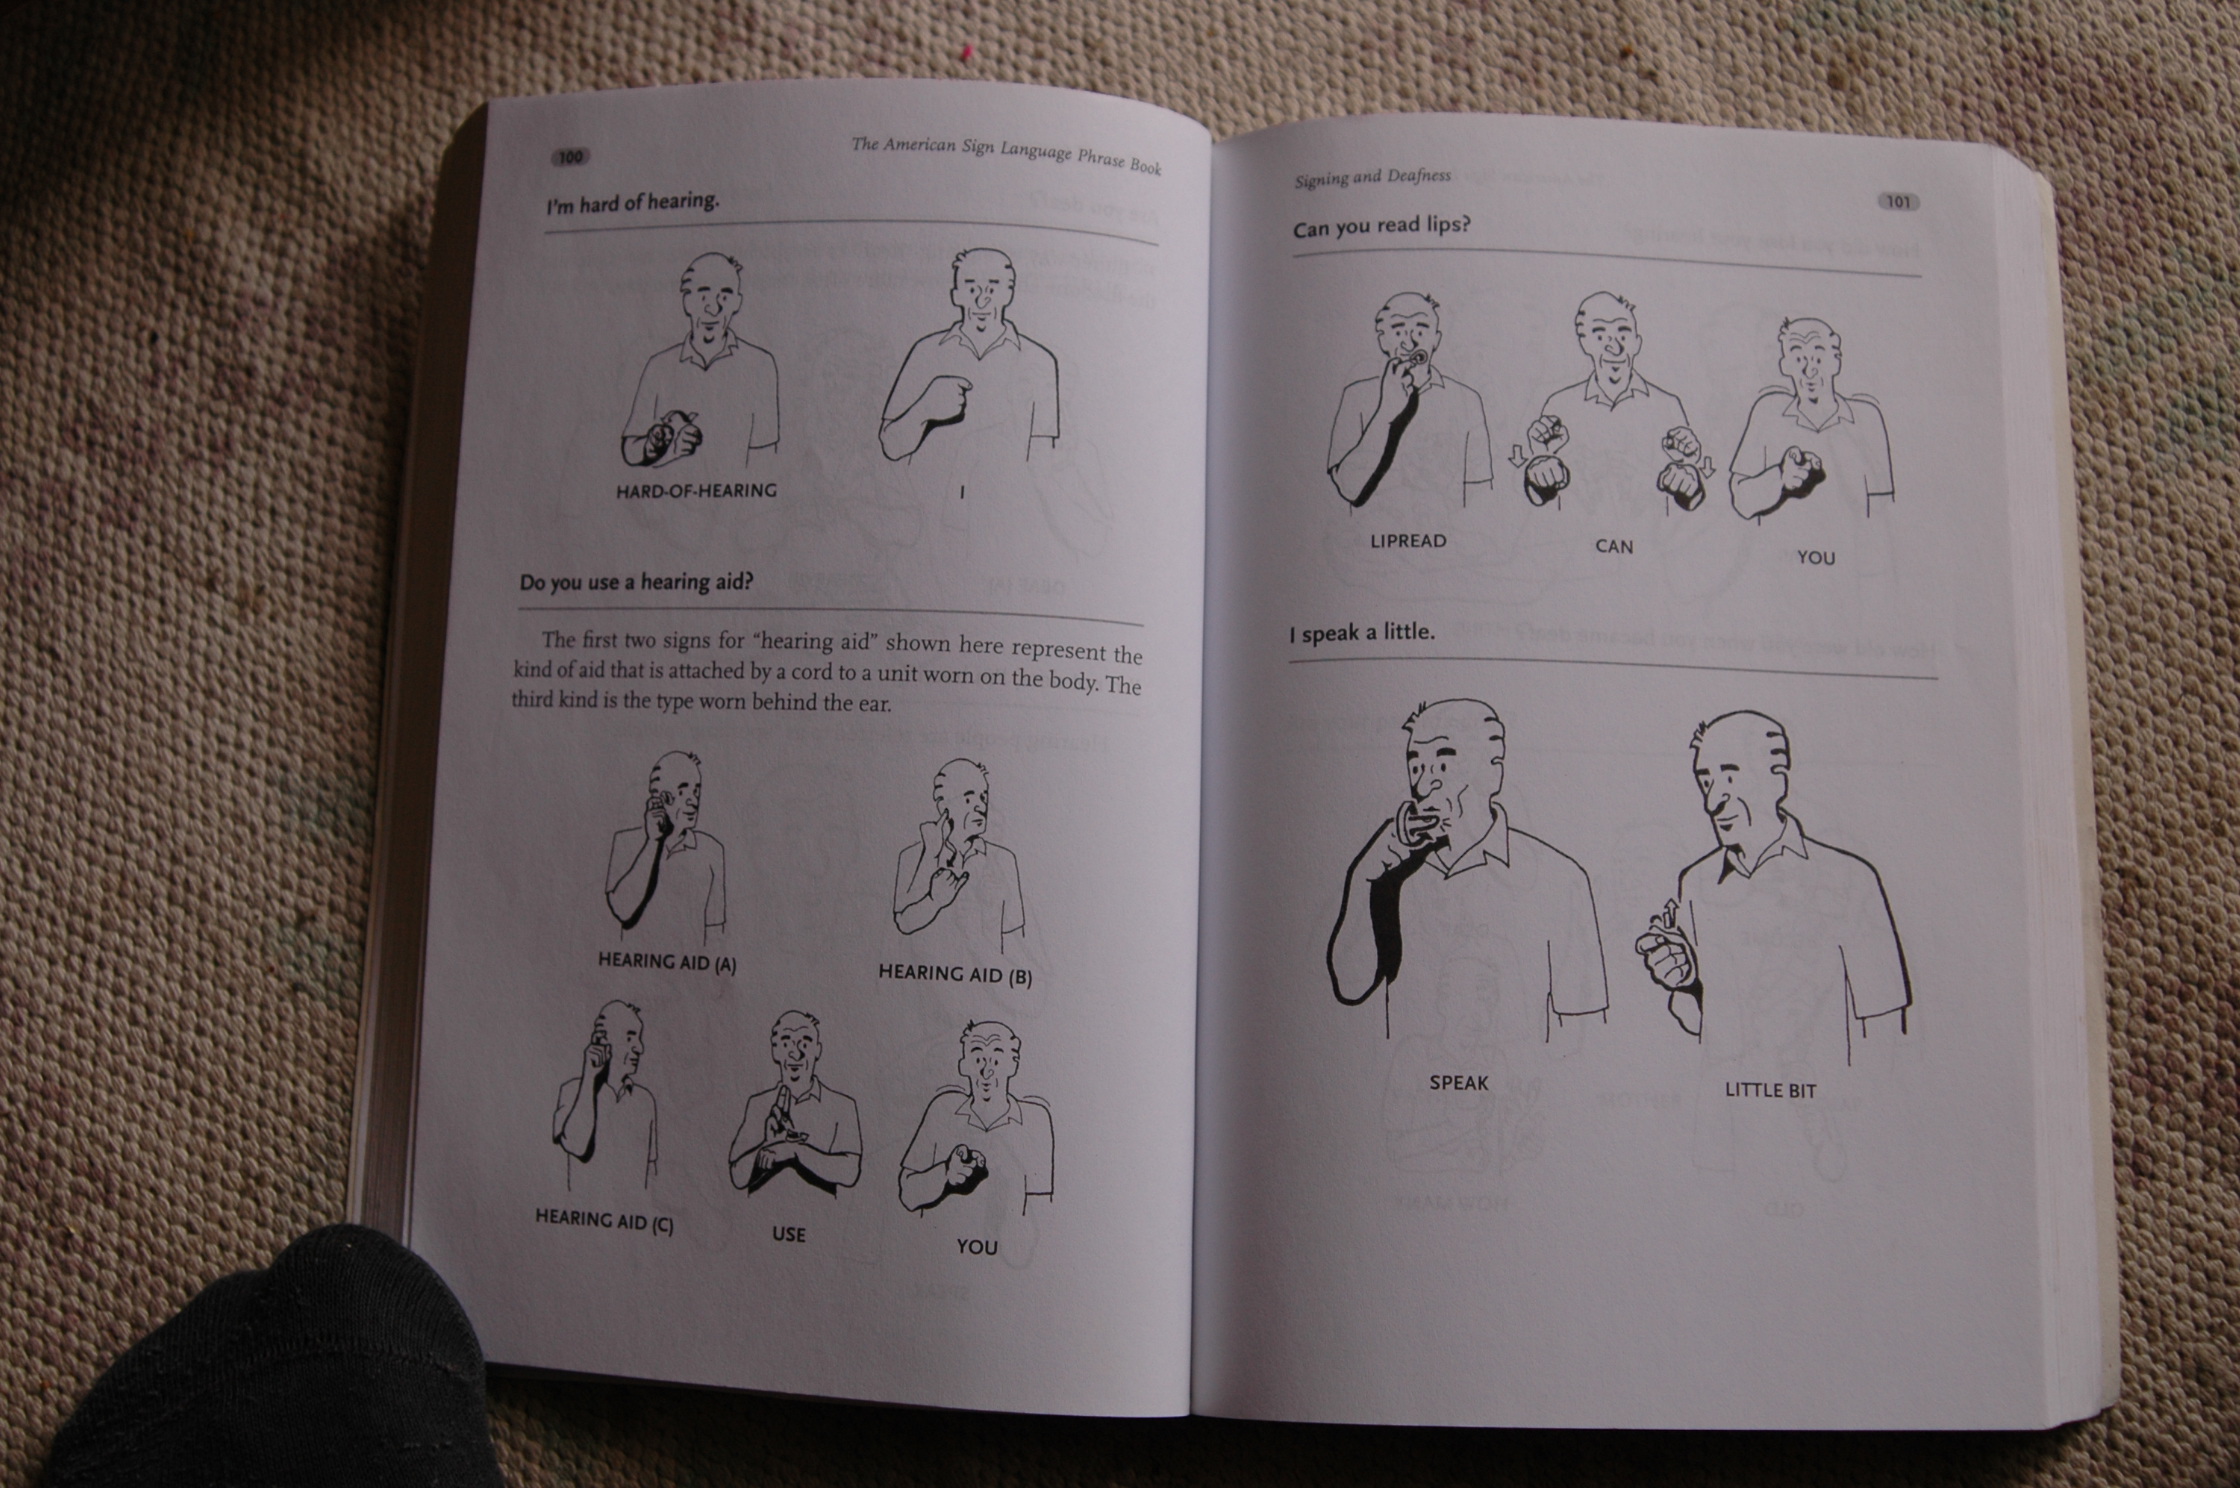 100
The American Sign Language Phrase Book
I'm hard of hearing.
HARD-OF-HEARING
I
Do you use a hearing aid?
The first two signs for “hearing aid” shown here represent the
kind of aid that is attached by a cord to a unit worn on the body. The
third kind is the type worn behind the ear.
HEARING AID (A)
HEARING AID (B)
HEARING AID (C)
USE
YOU
Signing and Deafness
101
Can you read lips?
LIPREAD
CAN
YOU
I speak a little.
SPEAK
LITTLE BIT